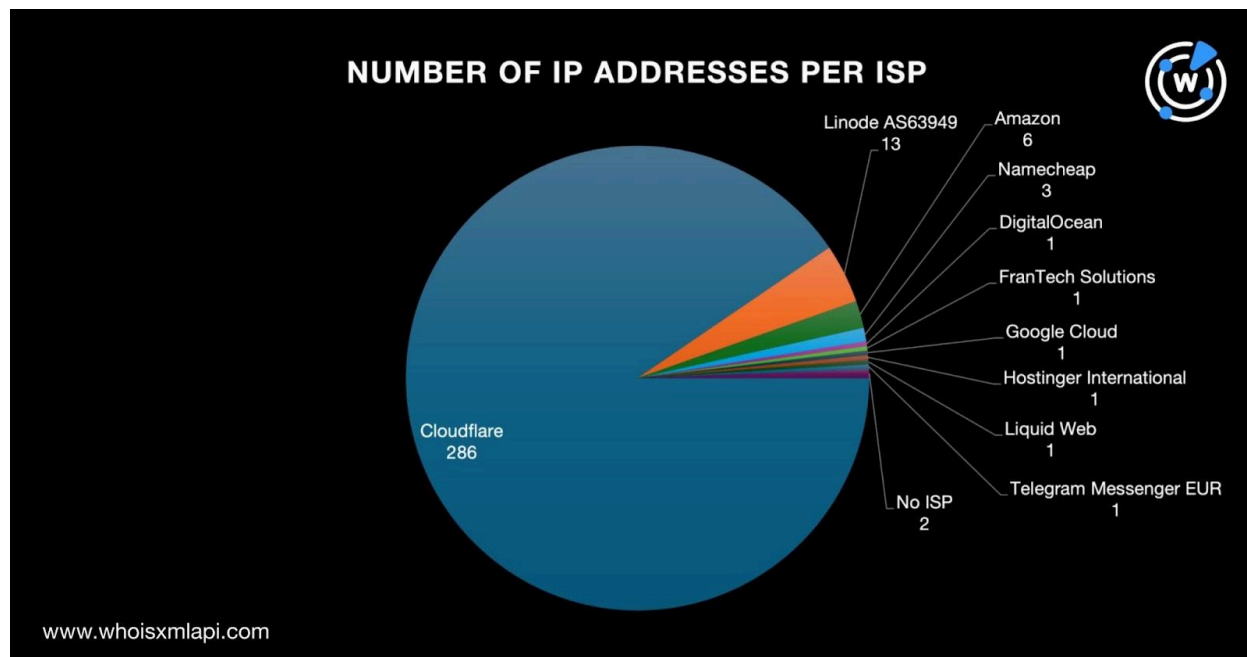 NUMBER OF IP ADDRESSES PER ISP
W
Linode AS63949
13
Amazon
6
Namecheap
3
DigitalOcean
1
FranTech Solutions
1
Google Cloud
1
Hostinger International
1
Liquid Web
1
Telegram Messenger EUR
1
No ISP
2
Cloudflare
286
www.whoisxmlapi.com